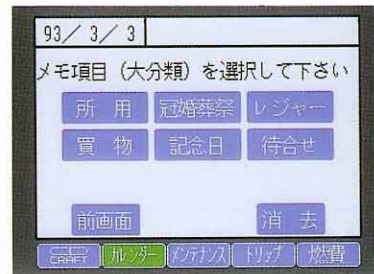 93/ 3/ 3
メモ項目 (大分類) を選択して下さい
所 用 冠婚葬祭 レジャー
買 物 記念日 待合せ
前画面 消 去
CRAFT カレンダー メンテナンス トリップ 燃費